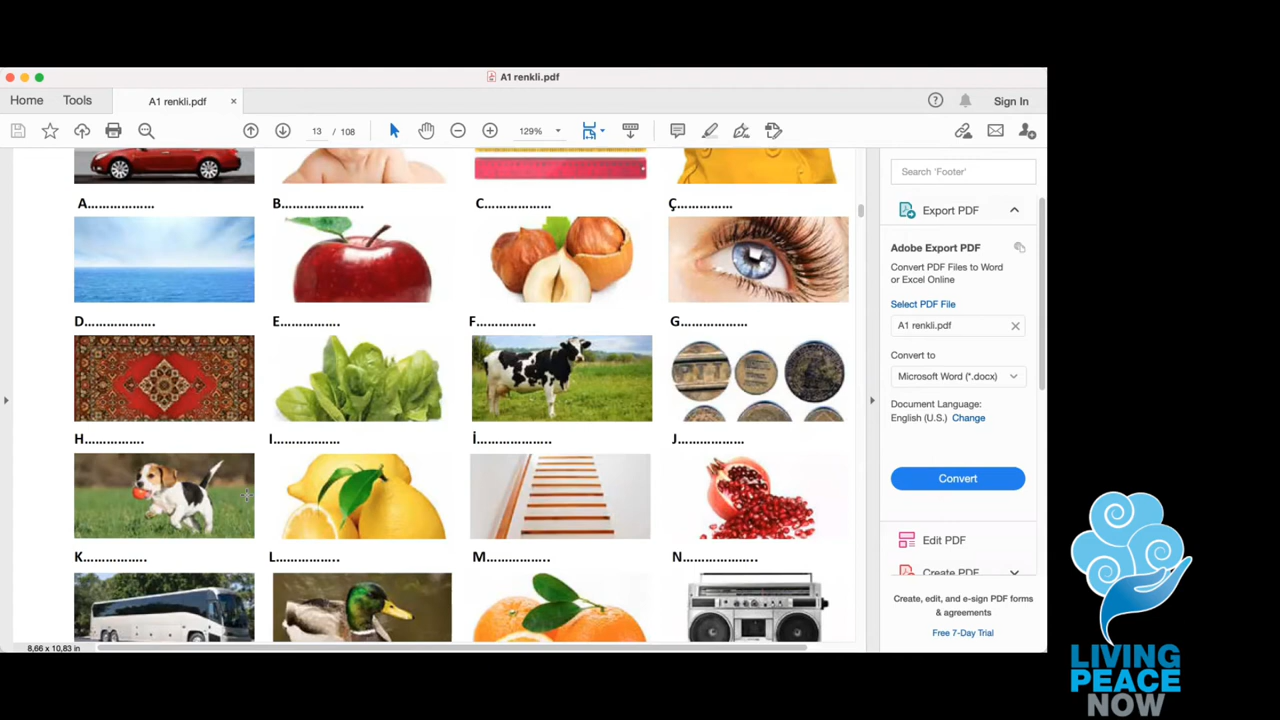 A1 renkli.pdf
Home Tools A1 renkli.pdf × Sign In
13 / 108 129%
A………………
B………………….
C………………
Ç……………
D……………….
E…………….
F…………….
G………………
H…………….
I………………
İ………………..
J………………
K……………..
L………………
M……………..
N………………..
Search 'Footer'
Export PDF
Adobe Export PDF
Convert PDF Files to Word
or Excel Online
Select PDF File
A1 renkli.pdf
Convert to
Microsoft Word (*.docx)
Document Language:
English (U.S.) Change
Convert
Edit PDF
Create PDF
Create, edit, and e-sign PDF forms
& agreements
Free 7-Day Trial
8,66 x 10,83 in
LIVING
PEACE
NOW